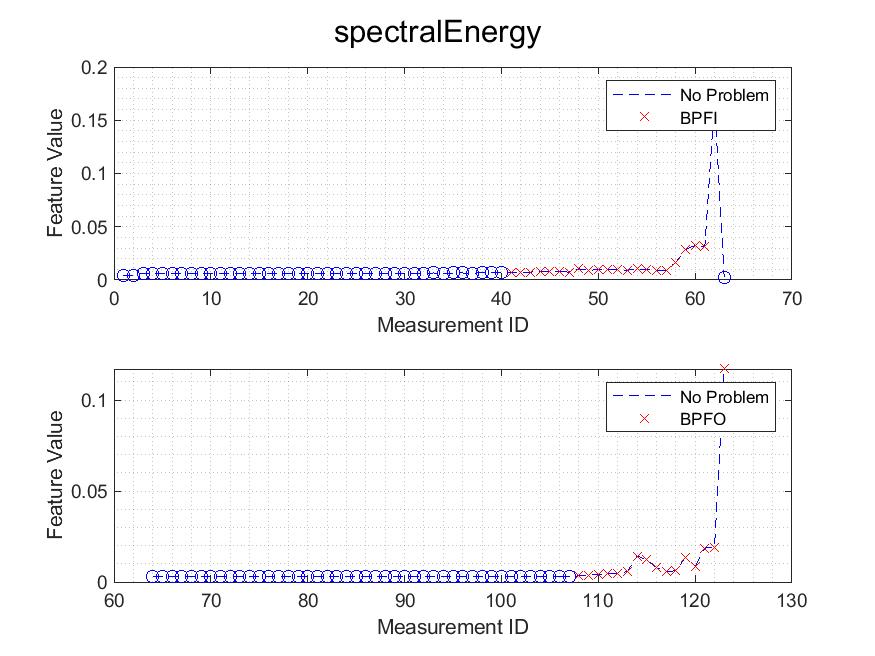 spectralEnergy
0.2
0.15
0.1
0.05
0
Feature Value
No Problem
BPFI
0 10 20 30 40 50 60 70
Measurement ID
0.1
0.05
0
Feature Value
No Problem
BPFO
60 70 80 90 100 110 120 130
Measurement ID